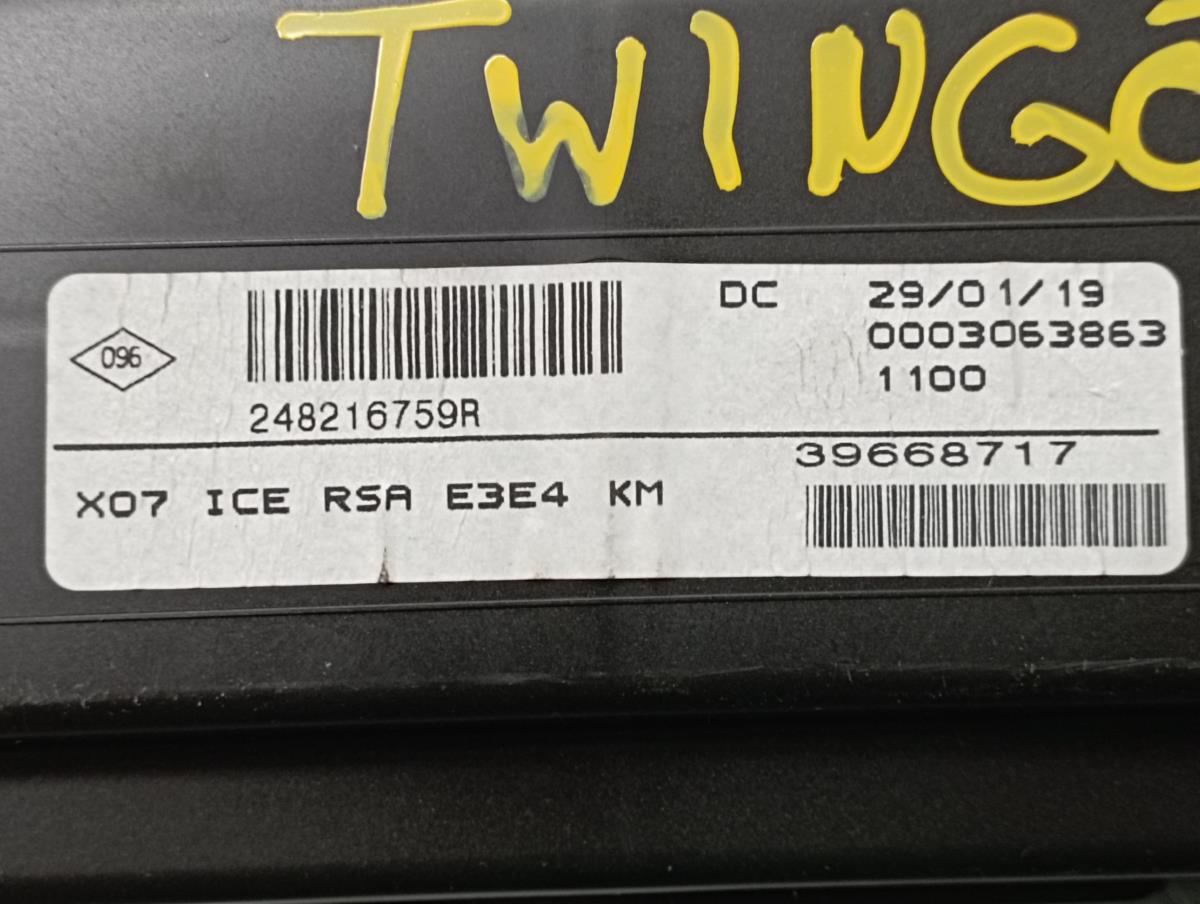 TWINGO
DC 29/01/19
096
0003063863
1100
248216759R
39668717
X07 ICE RSA E3E4 KM